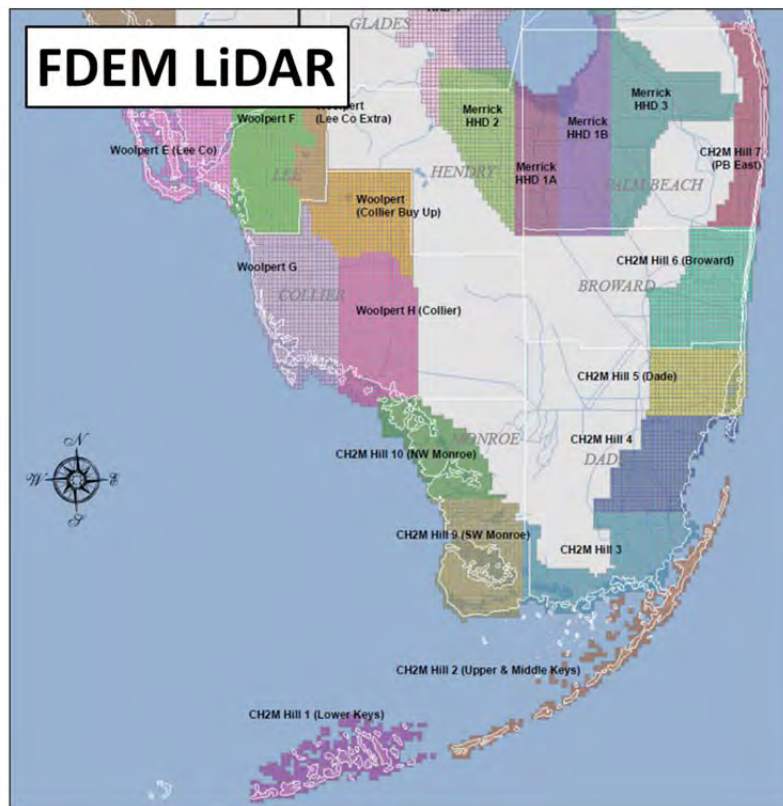 FDEM LiDAR
GLADES
Woolpert F
Woolpert
(Lee Co Extra)
Merrick
HHD 2
Merrick
HHD 1B
Merrick
HHD 3
Woolpert E (Lee Co)
LEE
HENDRY
Merrick
HHD 1A
PALM BEACH
CH2M Hill 7
(PB East)
Woolpert
(Collier Buy Up)
Woolpert G
COLLIER
CH2M Hill 6 (Broward)
BROWARD
Woolpert H (Collier)
CH2M Hill 5 (Dade)
MONROE
CH2M Hill 4
DAD
CH2M Hill 10 (NW Monroe)
N
W E
S
CH2M Hill 9 (SW Monroe)
CH2M Hill 3
CH2M Hill 2 (Upper & Middle Keys)
CH2M Hill 1 (Lower Keys)